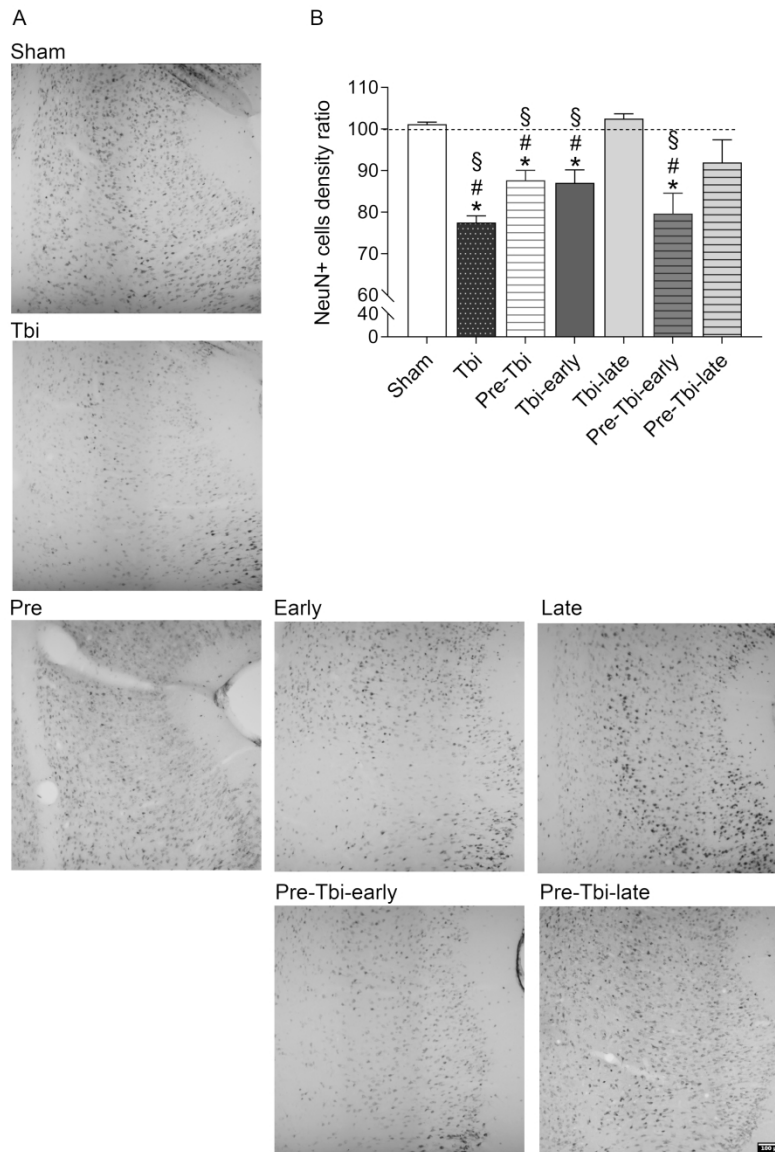 A
B
Sham
Tbi
Pre
Early
Late
Pre-Tbi-early
Pre-Tbi-late
NeuN+ cells density ratio
110
100
90
80
70
60
40
0
§
#
*
§
#
*
§
#
*
§
#
*
Sham
Tbi
Pre-Tbi
Tbi-early
Tbi-late
Pre-Tbi-early
Pre-Tbi-late
100